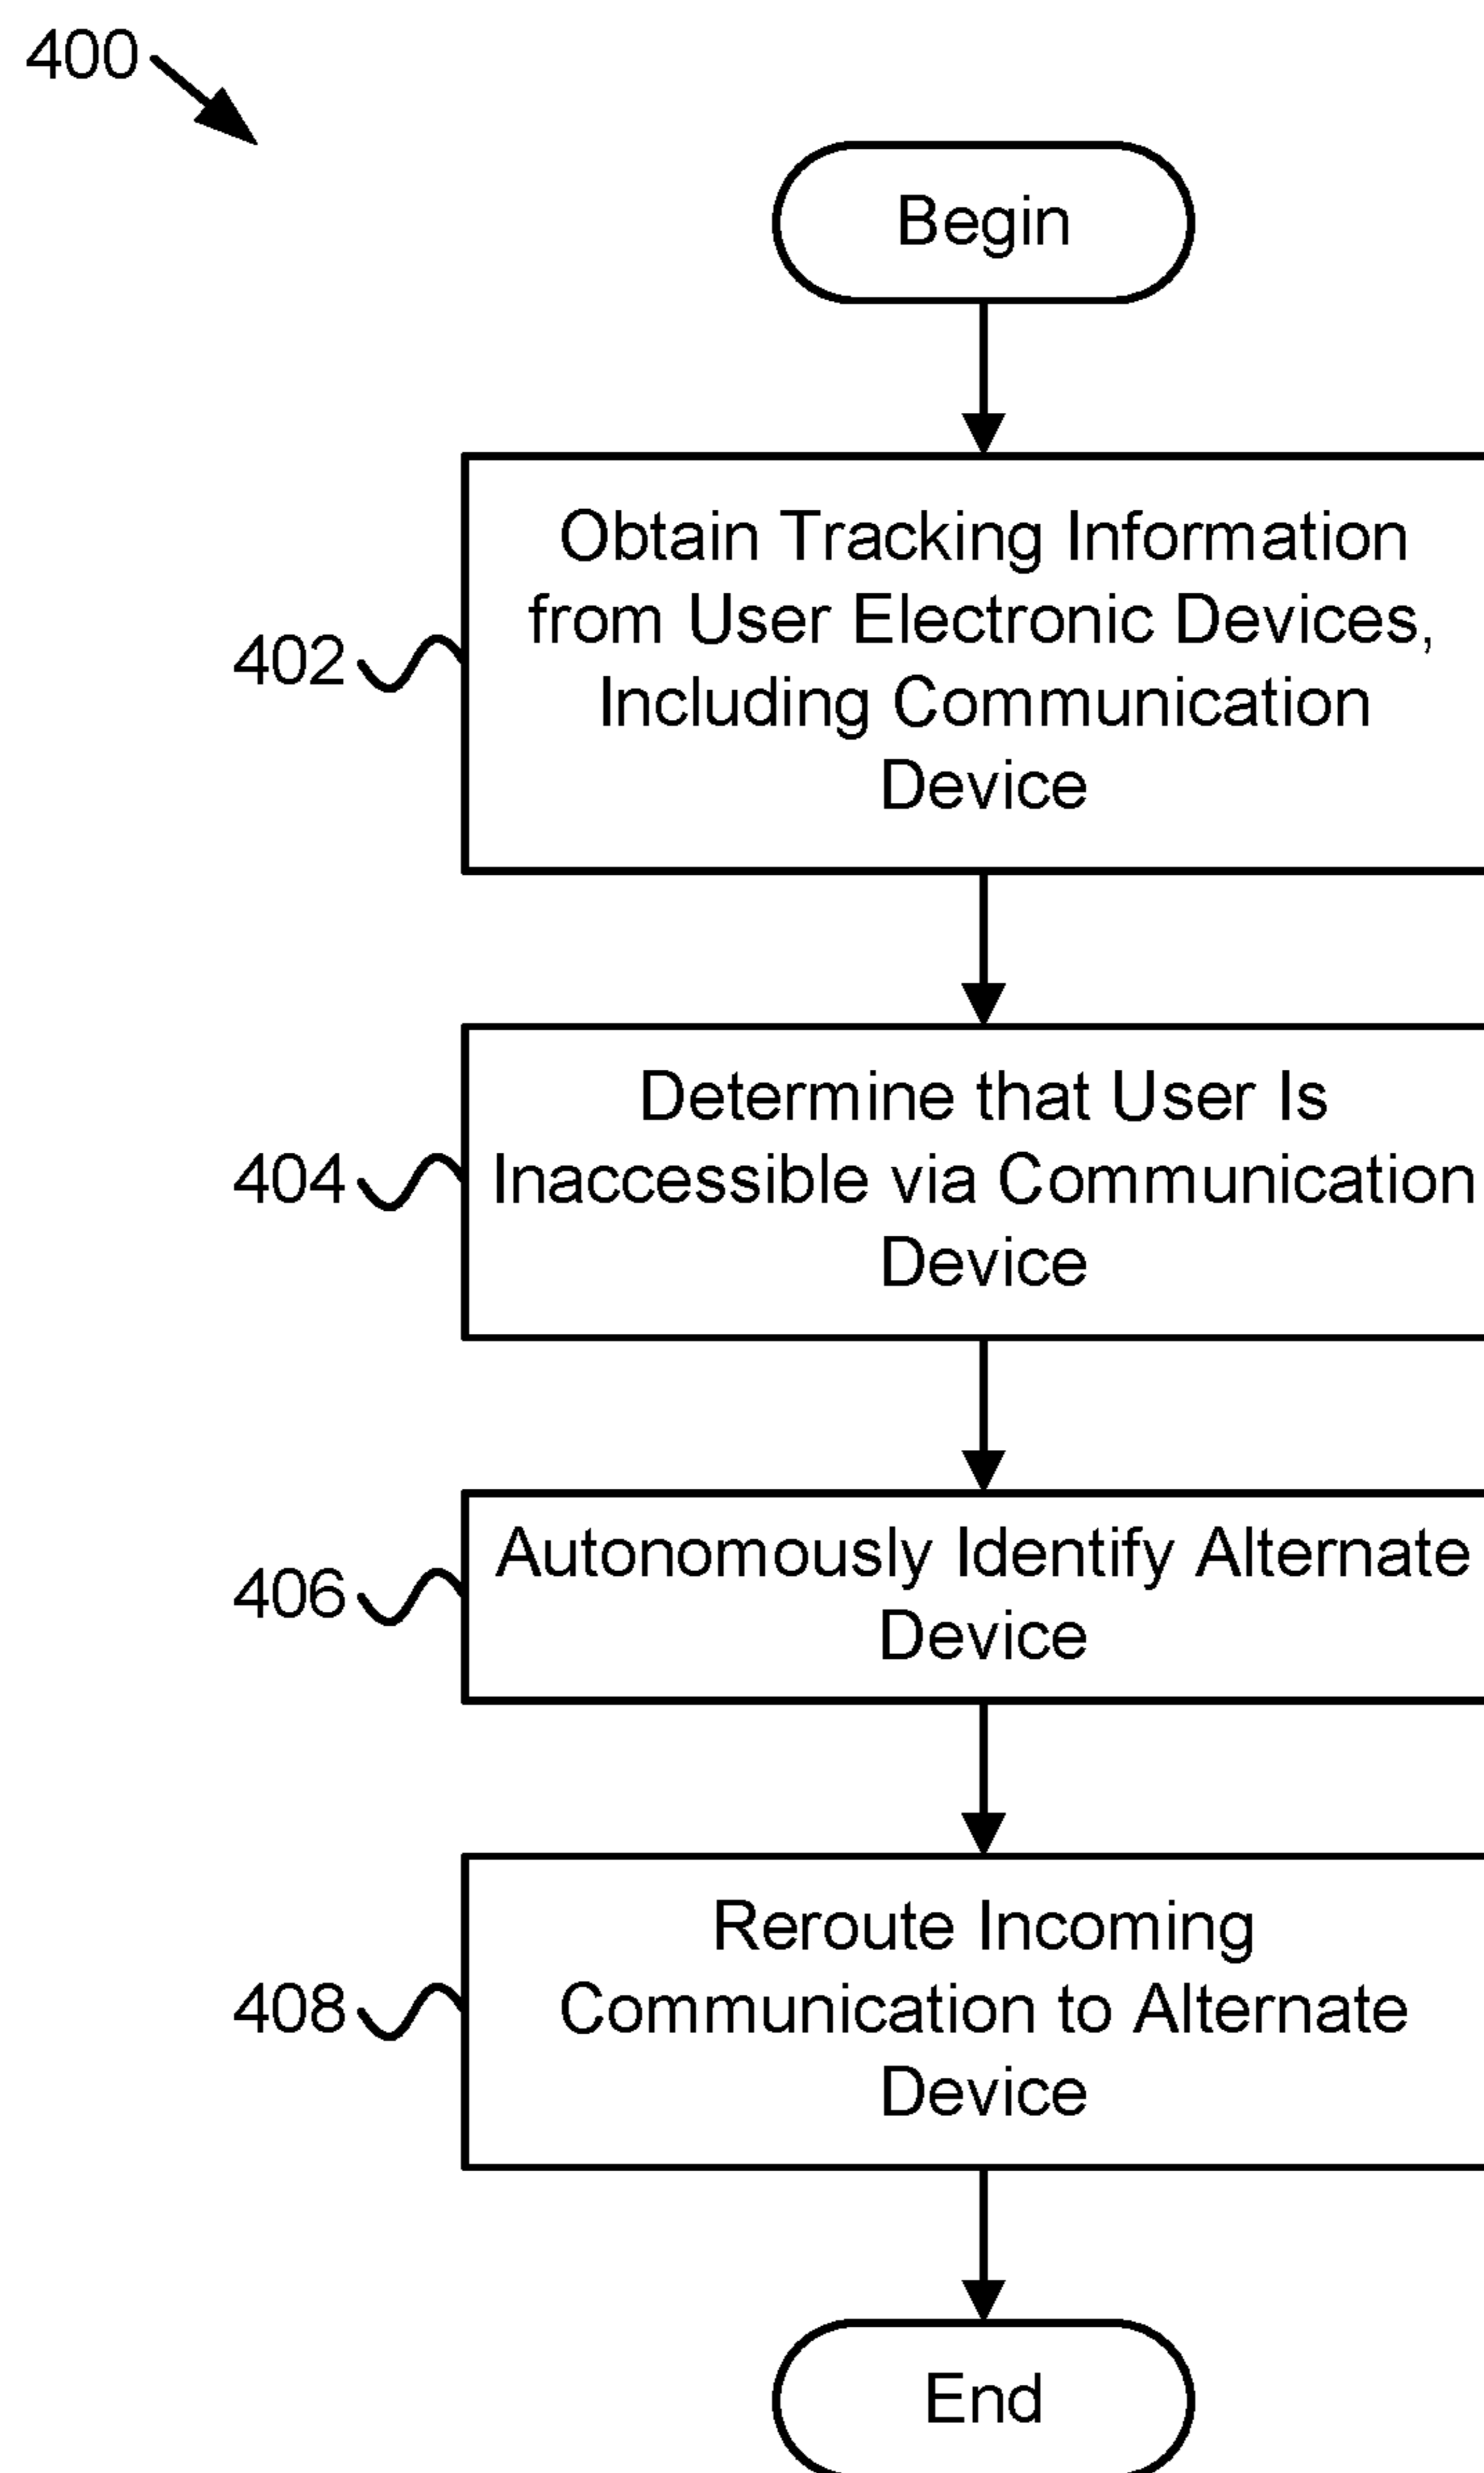 400
Begin
402
Obtain Tracking Information
from User Electronic Devices,
Including Communication
Device
404
Determine that User Is
Inaccessible via Communication
Device
406
Autonomously Identify Alternate
Device
408
Reroute Incoming
Communication to Alternate
Device
End